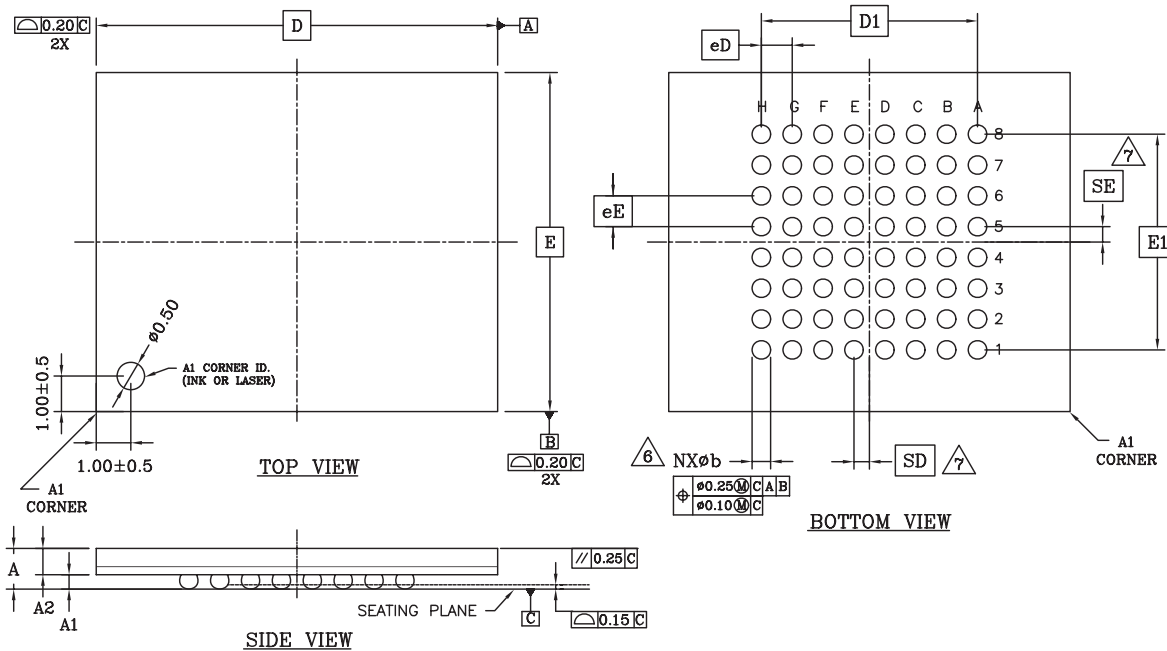 ⌓ 0.20 C
2X
D
A
E
ø0.50
A1 CORNER ID.
(INK OR LASER)
1.00±0.5
1.00±0.5
A1
CORNER
B
⌓ 0.20 C
2X
TOP VIEW
D1
eD
H G F E D C B A
8
7
6
5
4
3
2
1
7
SE
eE
E1
6
NXøb
⌖ ø0.25Ⓜ C A B
ø0.10Ⓜ C
SD
7
A1
CORNER
BOTTOM VIEW
A
A2
A1
// 0.25 C
SEATING PLANE
C
⌓ 0.15 C
SIDE VIEW